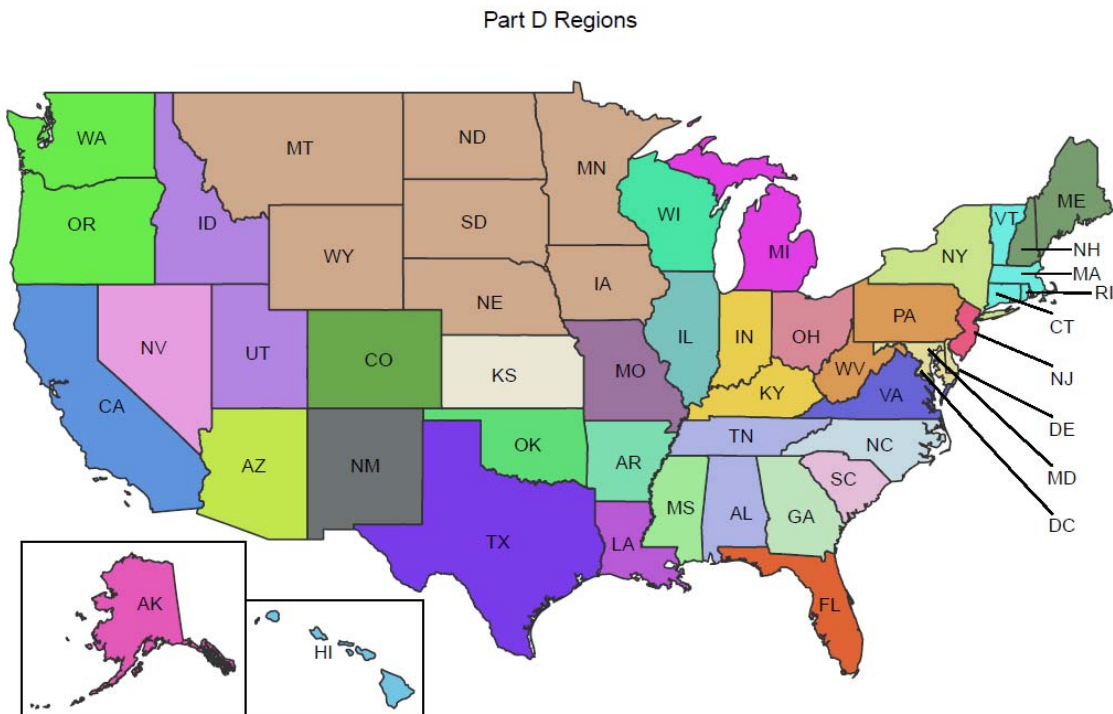 Part D Regions
WA
MT
ND
MN
ME
VT
OR
ID
SD
WI
MI
NY
NH
MA
WY
RI
NE
IA
CT
PA
NV
UT
CO
IL
IN
OH
KS
MO
WV
NJ
CA
KY
VA
DE
TN
NC
OK
AR
AZ
NM
SC
MD
MS
AL
GA
DC
TX
LA
AK
FL
HI